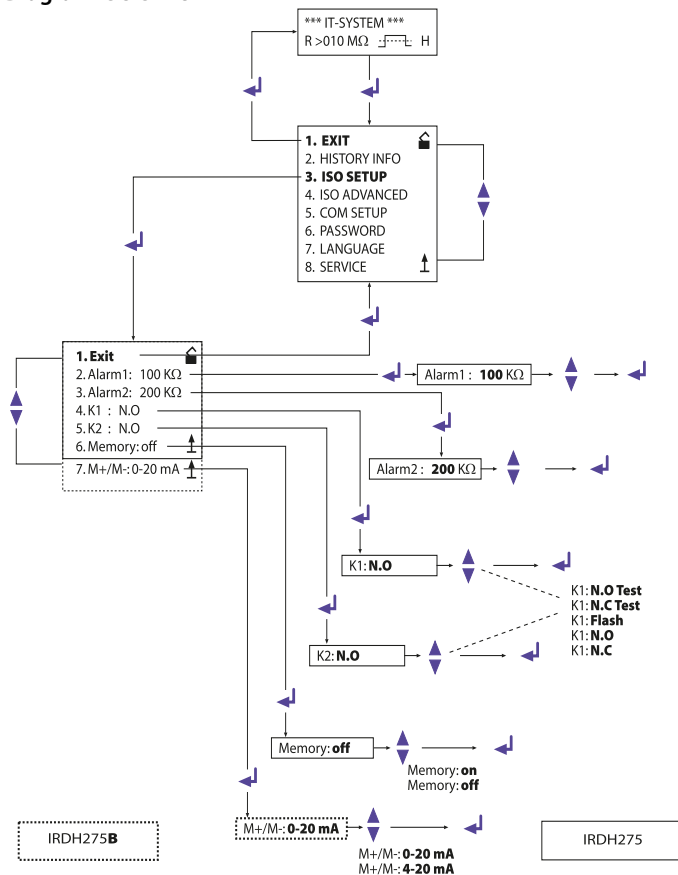 *** IT-SYSTEM ***
R >010 MΩ H
1. EXIT
2. HISTORY INFO
3. ISO SETUP
4. ISO ADVANCED
5. COM SETUP
6. PASSWORD
7. LANGUAGE
8. SERVICE
1. Exit
2. Alarm1: 100 KΩ
3. Alarm2: 200 KΩ
4. K1 : N.O
5. K2 : N.O
6. Memory: off
7. M+/M-: 0-20 mA
Alarm1 : 100 KΩ
Alarm2 : 200 KΩ
K1: N.O
K1: N.O Test
K1: N.C Test
K1: Flash
K1: N.O
K1: N.C
K2: N.O
Memory: off
Memory: on
Memory: off
M+/M-: 0-20 mA
M+/M-: 0-20 mA
M+/M-: 4-20 mA
IRDH275B
IRDH275